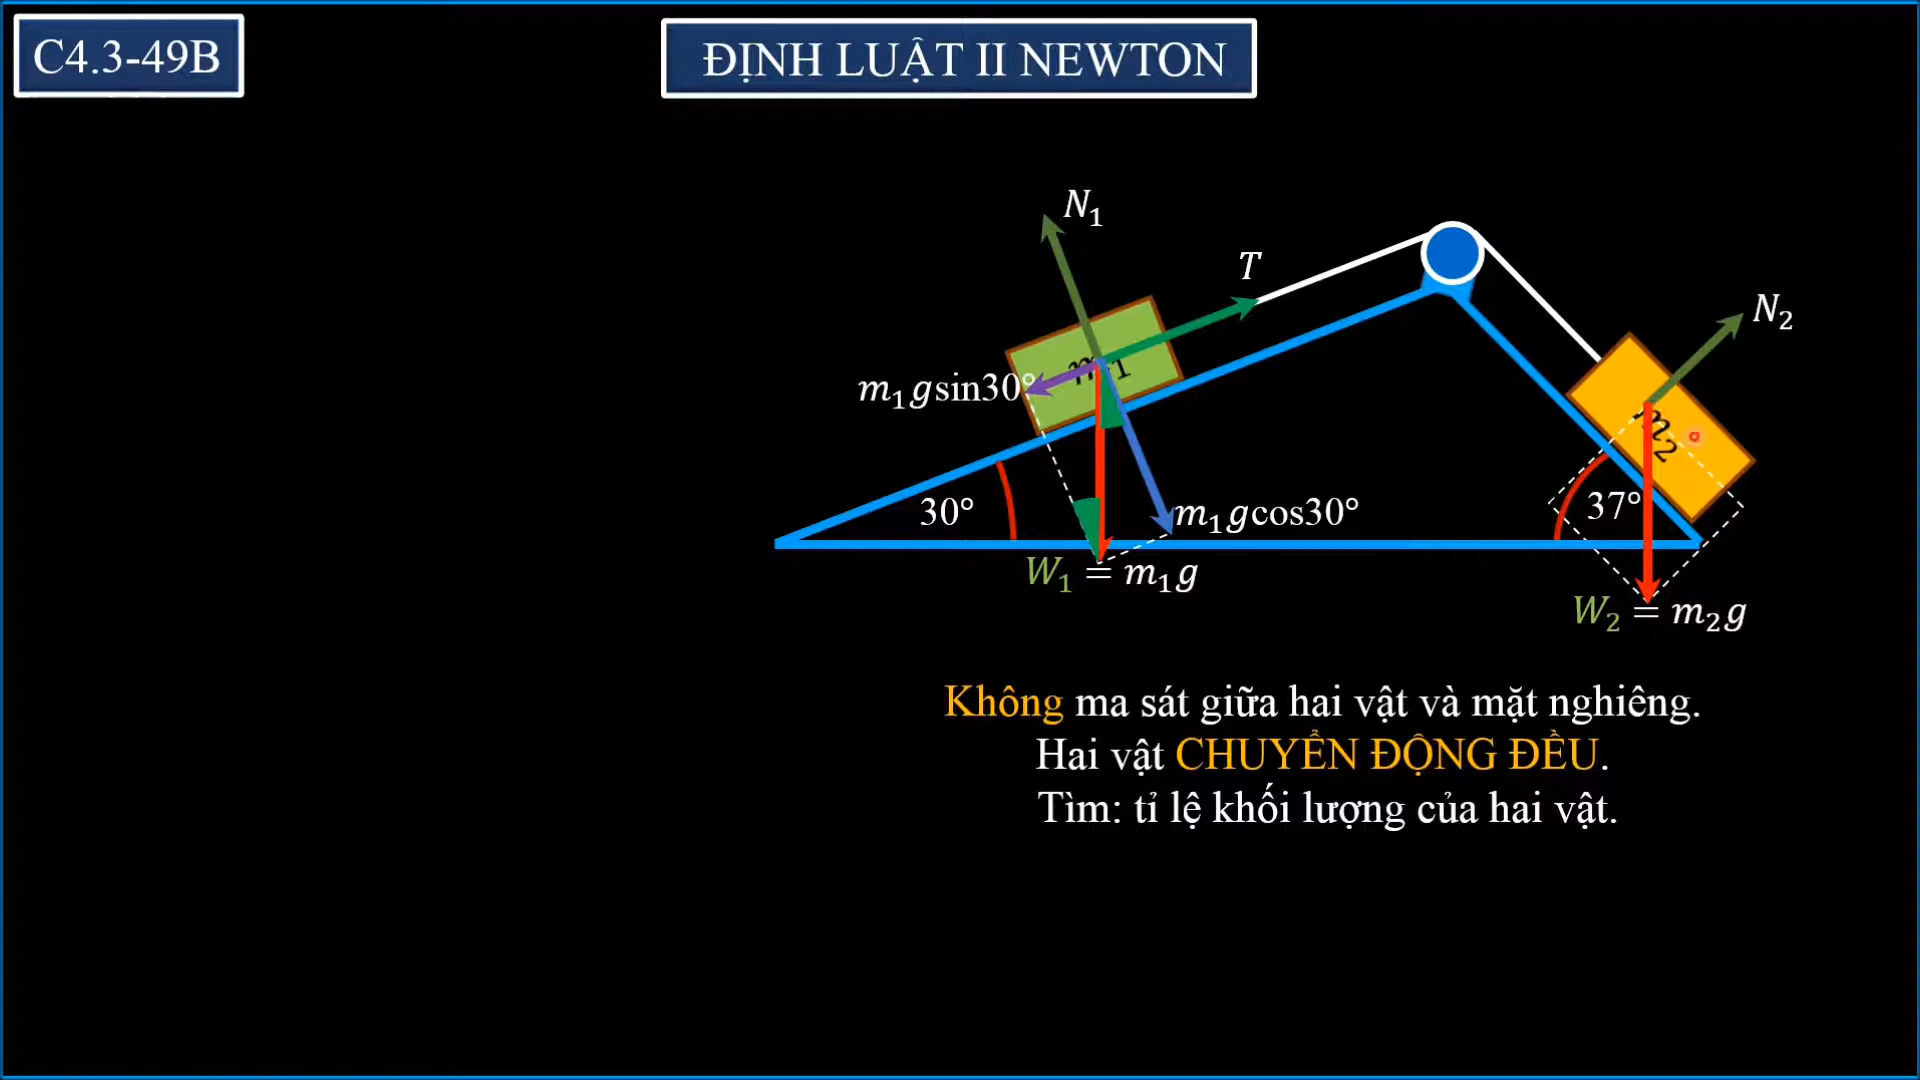 C4.3-49B
ĐỊNH LUẬT II NEWTON
N₁
T
N₂
m₁
m₁gsin30°
m₂
30°
m₁gcos30°
37°
W₁ = m₁g
W₂ = m₂g
Không ma sát giữa hai vật và mặt nghiêng.
Hai vật CHUYỂN ĐỘNG ĐỀU.
Tìm: tỉ lệ khối lượng của hai vật.